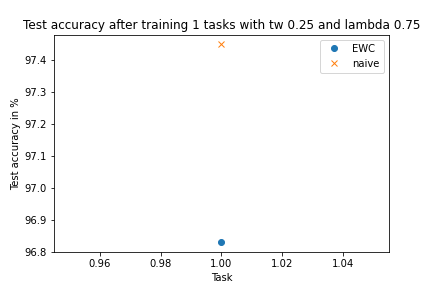 Test accuracy after training 1 tasks with tw 0.25 and lambda 0.75
EWC
naive
97.4
97.3
97.2
97.1
97.0
96.9
96.8
Test accuracy in %
0.96 0.98 1.00 1.02 1.04
Task